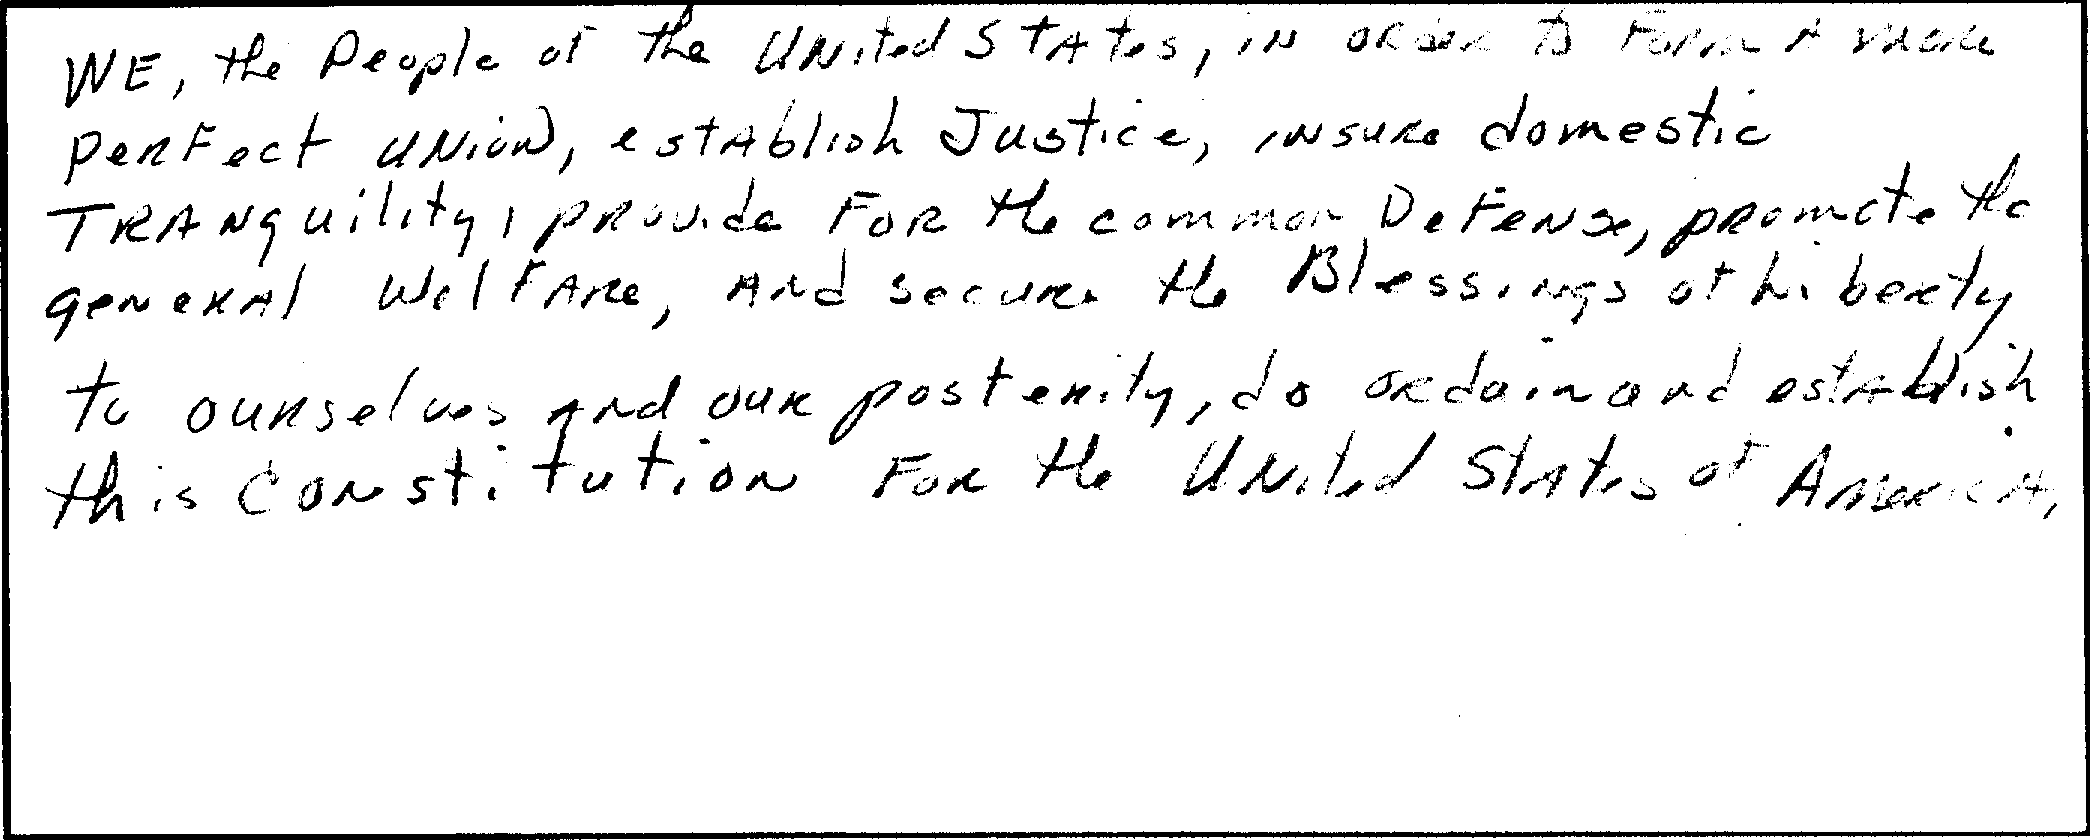 WE, the People of the United States, in order to Form A more
perfect union, establish Justice, insure domestic
TRANquility, provide For the common Defense, promote the
general Welfare, and secure the Blessings of Liberty
to ourselves and our posterity, do ordain and establish
this Constitution For the United States of America,